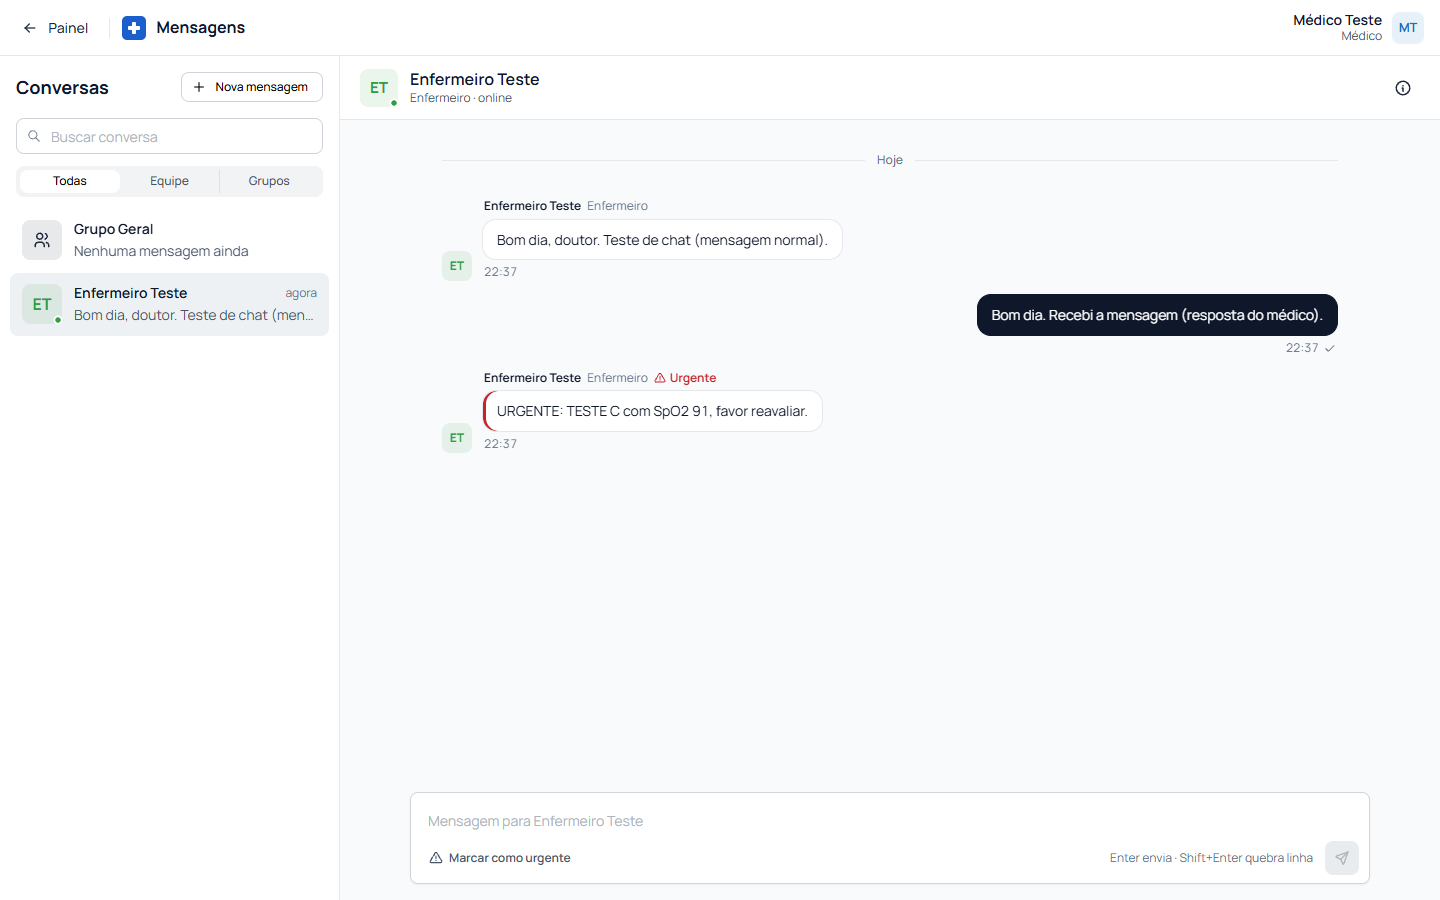 Painel
Mensagens
Médico Teste
Médico
MT
Conversas
Nova mensagem
Buscar conversa
Todas
Equipe
Grupos
Grupo Geral
Nenhuma mensagem ainda
ET
Enfermeiro Teste
agora
Bom dia, doutor. Teste de chat (men...
ET
Enfermeiro Teste
Enfermeiro · online
Hoje
Enfermeiro Teste Enfermeiro
Bom dia, doutor. Teste de chat (mensagem normal).
ET
22:37
Bom dia. Recebi a mensagem (resposta do médico).
22:37
Enfermeiro Teste Enfermeiro Urgente
URGENTE: TESTE C com SpO2 91, favor reavaliar.
ET
22:37
Mensagem para Enfermeiro Teste
Marcar como urgente
Enter envia · Shift+Enter quebra linha